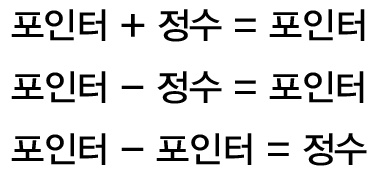 포인터 + 정수 = 포인터
포인터 − 정수 = 포인터
포인터 − 포인터 = 정수